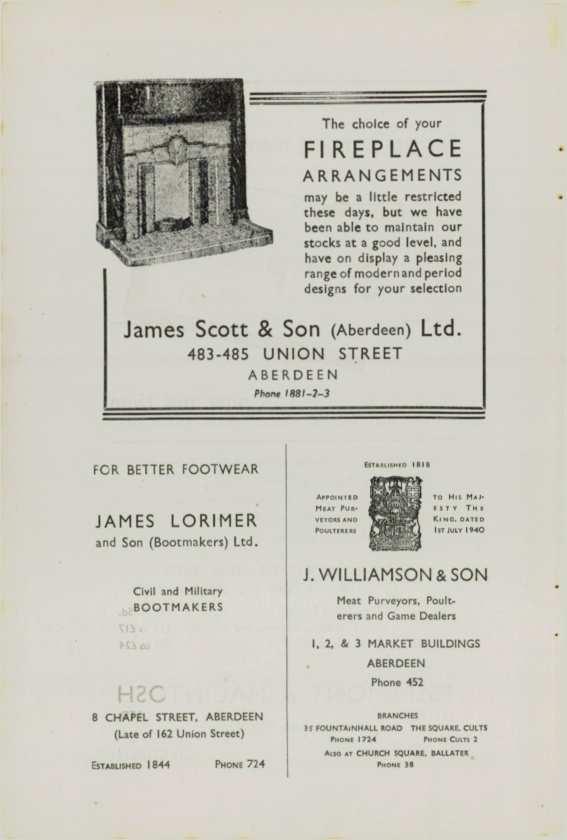 The choice of your
FIREPLACE
ARRANGEMENTS
may be a little restricted
these days, but we have
been able to maintain our
stocks at a good level, and
have on display a pleasing
range of modern and period
designs for your selection
James Scott & Son (Aberdeen) Ltd.
483-485 UNION STREET
ABERDEEN
Phone 1881-2-3
FOR BETTER FOOTWEAR
JAMES LORIMER
and Son (Bootmakers) Ltd.
Civil and Military
BOOTMAKERS
8 CHAPEL STREET, ABERDEEN
(Late of 162 Union Street)
ESTABLISHED 1844 PHONE 724
ESTABLISHED 1818
APPOINTED
MEAT PUR-
VEYORS AND
POULTERERS
TO HIS MAJ-
ESTY THE
KING, DATED
1ST JULY 1940
J. WILLIAMSON & SON
Meat Purveyors, Poult-
erers and Game Dealers
1, 2, & 3 MARKET BUILDINGS
ABERDEEN
Phone 452
BRANCHES
35 FOUNTAINHALL ROAD THE SQUARE, CULTS
PHONE 1724 PHONE CULTS 2
ALSO AT CHURCH SQUARE, BALLATER
PHONE 38